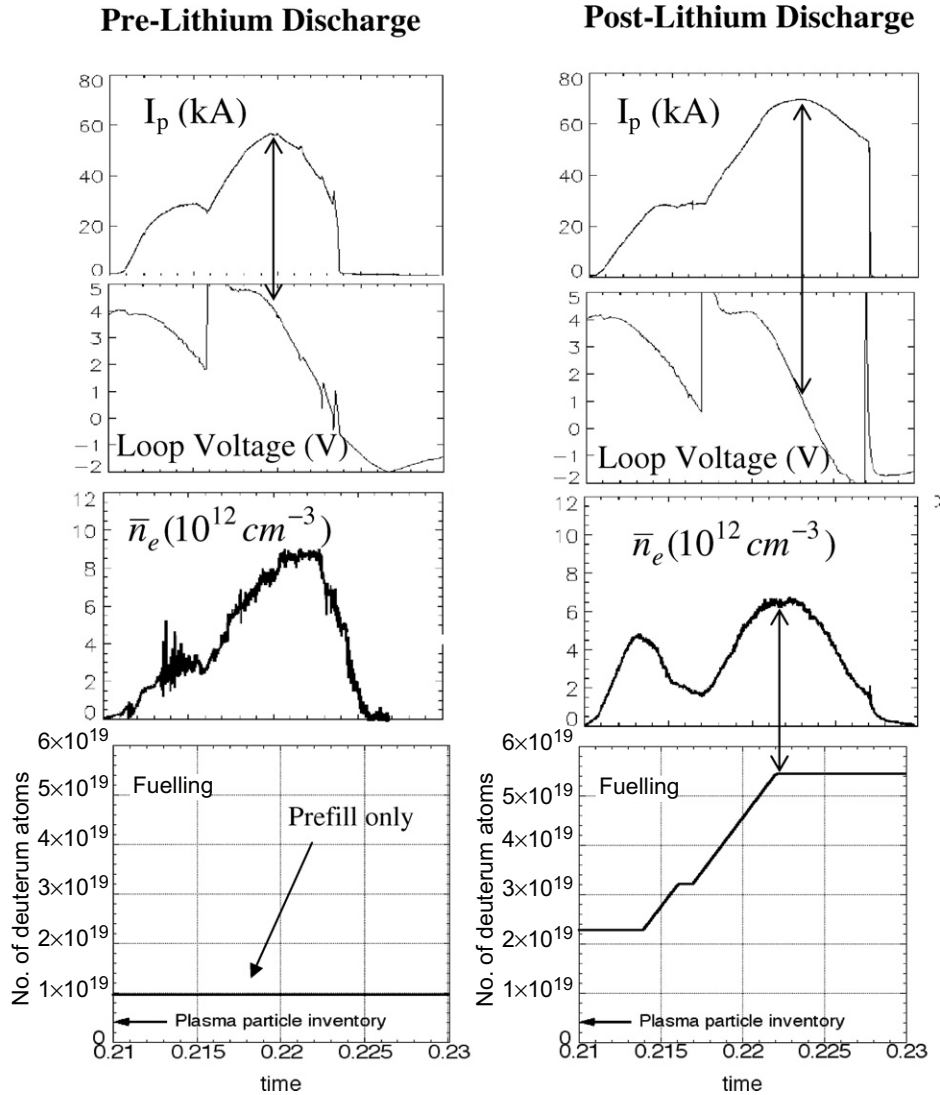 Pre-Lithium Discharge
80
60
40
20
0
I_p (kA)
5
4
3
2
1
0
−1
−2
Loop Voltage (V)
12
10
8
6
4
2
0
n̅_e(10^12 cm^−3)
6×10^19
5×10^19
4×10^19
3×10^19
2×10^19
1×10^19
0
No. of deuterum atoms
Fuelling
Prefill only
Plasma particle inventory
0.21 0.215 0.22 0.225 0.23
time
Post-Lithium Discharge
80
60
40
20
0
I_p (kA)
5
4
3
2
1
0
−1
−2
Loop Voltage (V)
12
10
8
6
4
2
0
n̅_e(10^12 cm^−3)
6×10^19
5×10^19
4×10^19
3×10^19
2×10^19
1×10^19
0
No. of deuterum atoms
Fuelling
Plasma particle inventory
0.21 0.215 0.22 0.225 0.23
time